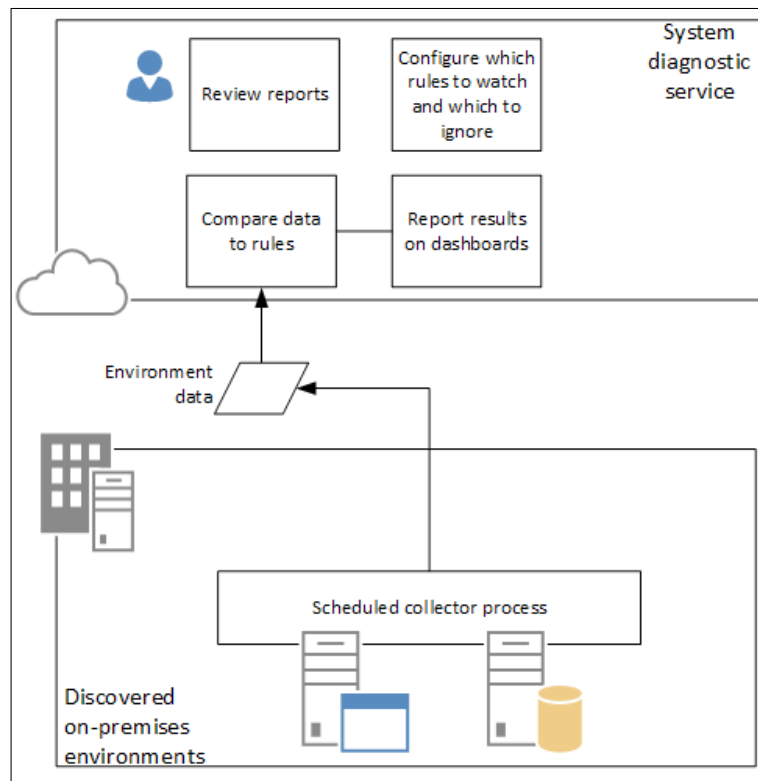 System
diagnostic
service
Review reports
Configure which
rules to watch
and which to
ignore
Compare data
to rules
Report results
on dashboards
Environment
data
Scheduled collector process
Discovered
on-premises
environments